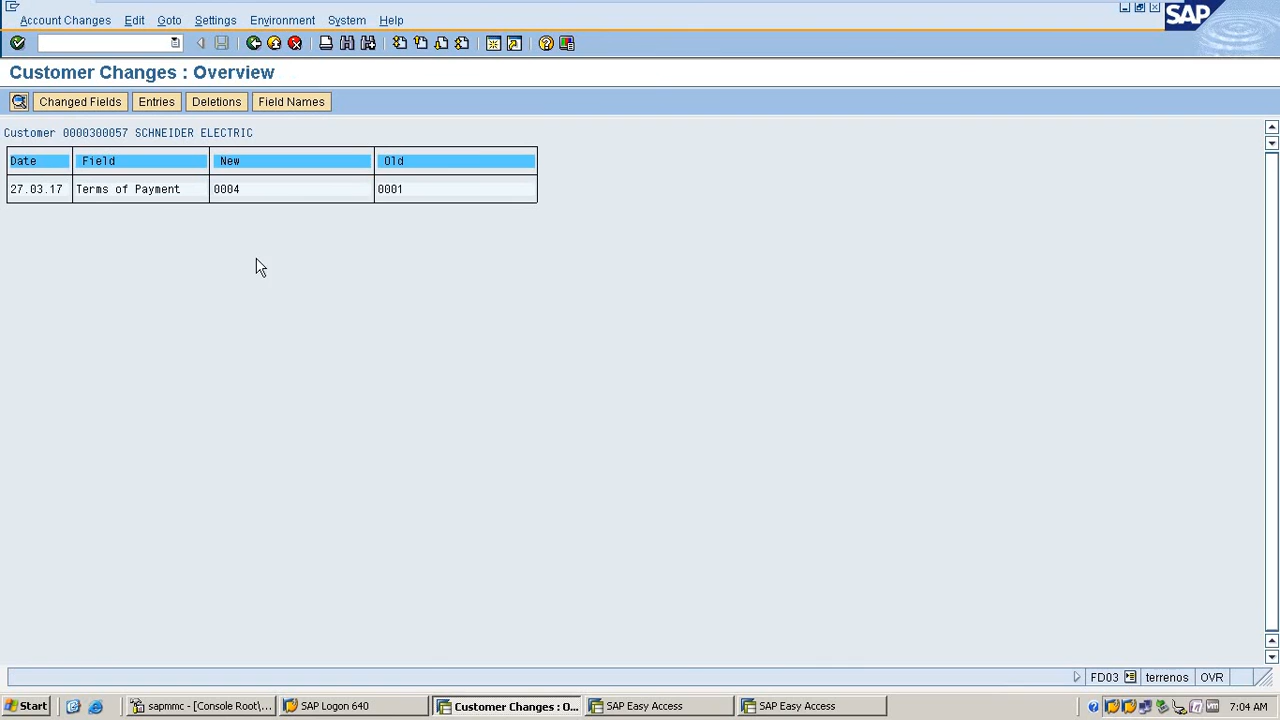 Account Changes Edit Goto Settings Environment System Help
SAP
Customer Changes : Overview
Changed Fields Entries Deletions Field Names
Customer 0000300057 SCHNEIDER ELECTRIC
Date Field New Old
27.03.17 Terms of Payment 0004 0001
FD03 terrenos OVR
Start sapmmc - [Console Root\... SAP Logon 640 Customer Changes : O... SAP Easy Access SAP Easy Access 7:04 AM